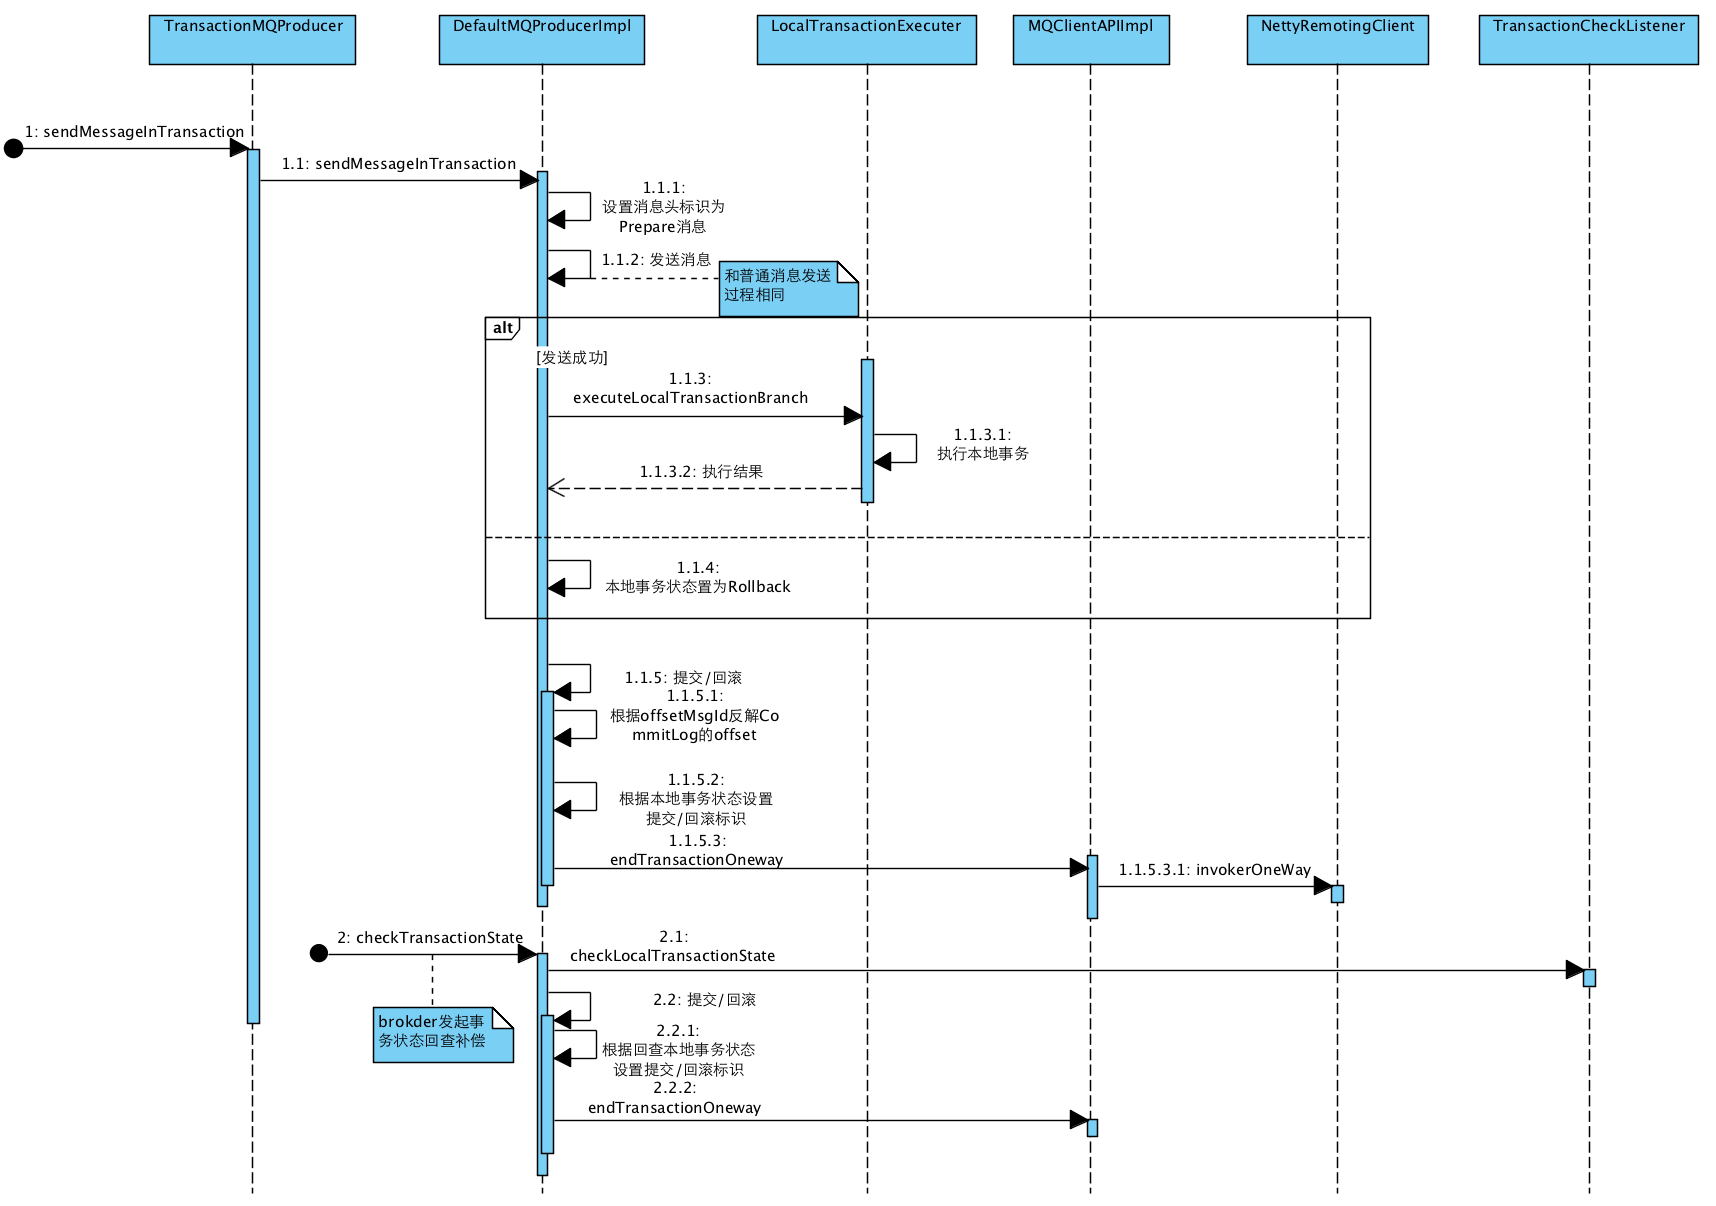 TransactionMQProducer
DefaultMQProducerImpl
LocalTransactionExecuter
MQClientAPIImpl
NettyRemotingClient
TransactionCheckListener
1: sendMessageInTransaction
1.1: sendMessageInTransaction
1.1.1:
设置消息头标识为
Prepare消息
1.1.2: 发送消息
和普通消息发送
过程相同
alt
[发送成功]
1.1.3:
executeLocalTransactionBranch
1.1.3.1:
执行本地事务
1.1.3.2: 执行结果
1.1.4:
本地事务状态置为Rollback
1.1.5: 提交/回滚
1.1.5.1:
根据offsetMsgId反解Co
mmitLog的offset
1.1.5.2:
根据本地事务状态设置
提交/回滚标识
1.1.5.3:
endTransactionOneway
1.1.5.3.1: invokerOneWay
2: checkTransactionState
2.1:
checkLocalTransactionState
2.2: 提交/回滚
brokder发起事
务状态回查补偿
2.2.1:
根据回查本地事务状态
设置提交/回滚标识
2.2.2:
endTransactionOneway